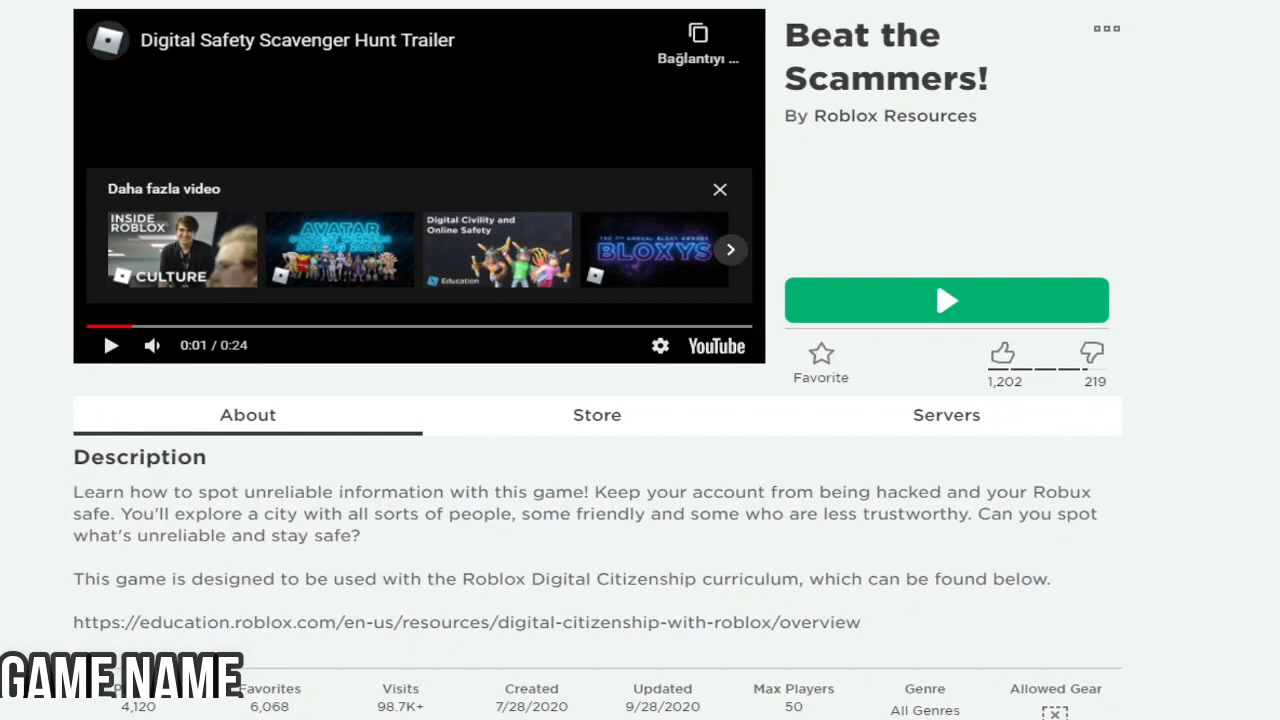 Digital Safety Scavenger Hunt Trailer
Bağlantıyı ...
Daha fazla video
INSIDE
ROBLOX
CULTURE
AVATAR
Digital Civility and
Online Safety
Education
BLOXYS
0:01 / 0:24
YouTube
Beat the
Scammers!
By Roblox Resources
Favorite
1,202
219
About
Store
Servers
Description
Learn how to spot unreliable information with this game! Keep your account from being hacked and your Robux
safe. You'll explore a city with all sorts of people, some friendly and some who are less trustworthy. Can you spot
what's unreliable and stay safe?
This game is designed to be used with the Roblox Digital Citizenship curriculum, which can be found below.
https://education.roblox.com/en-us/resources/digital-citizenship-with-roblox/overview
GAME NAME
Favorites
Visits
Created
Updated
Max Players
Genre
Allowed Gear
4,120
6,068
98.7K+
7/28/2020
9/28/2020
50
All Genres